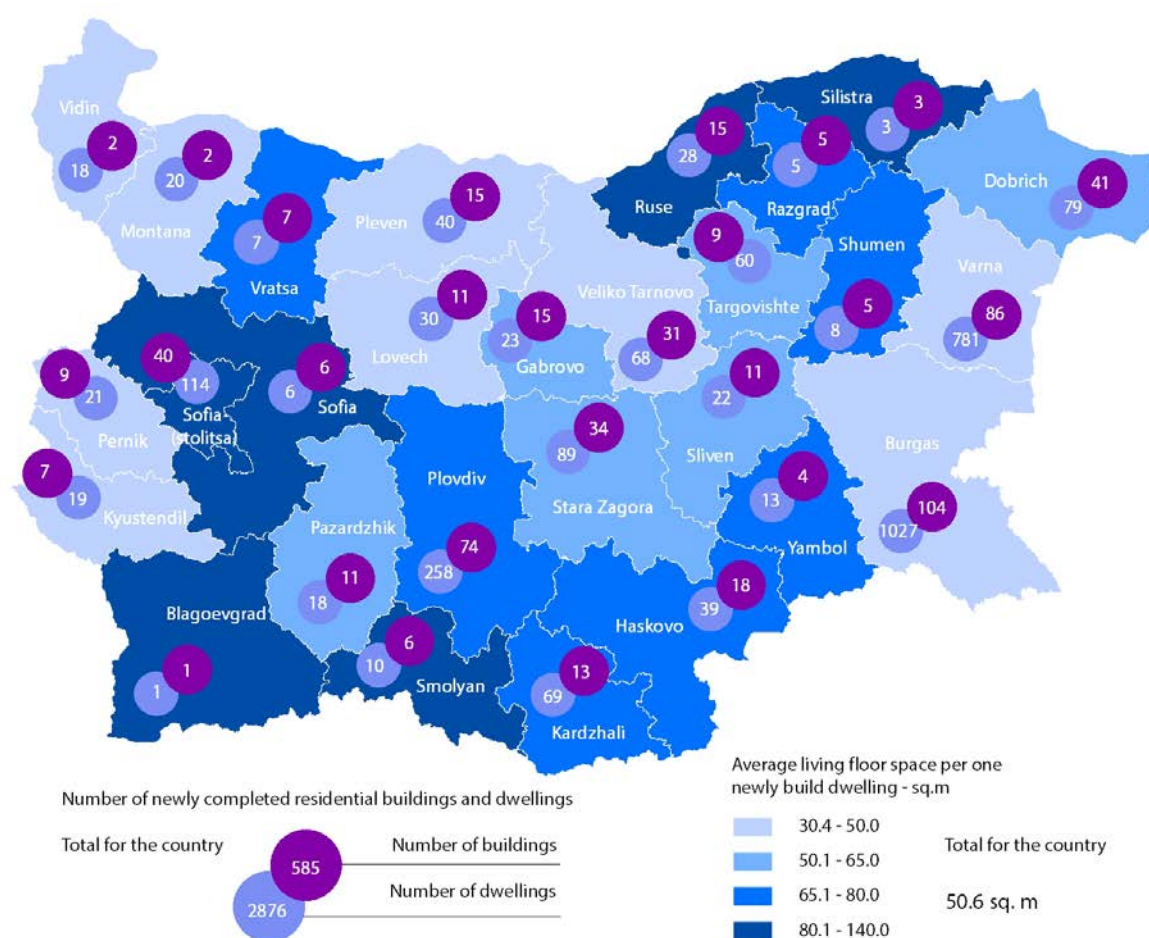 Silistra
3
3
15
28
Ruse
5
5
Razgrad
Vidin
2
18
2
20
Montana
7
7
Vratsa
15
40
Pleven
Dobrich
41
79
9
60
Targovishte
Shumen
5
8
Varna
86
781
11
30
Lovech
15
23
Gabrovo
Veliko Tarnovo
31
68
40
114
Sofia-
(stolitsa)
6
6
Sofia
9
21
Pernik
7
19
Kyustendil
11
22
Sliven
34
89
Stara Zagora
Burgas
104
1027
4
13
Yambol
Plovdiv
74
258
Pazardzhik
11
18
18
39
Haskovo
Blagoevgrad
1
1
6
10
Smolyan
13
69
Kardzhali
Number of newly completed residential buildings and dwellings
Total for the country
Number of buildings
585
Number of dwellings
2876
Average living floor space per one
newly build dwelling - sq.m
30.4 - 50.0
50.1 - 65.0
65.1 - 80.0
80.1 - 140.0
Total for the country
50.6 sq. m